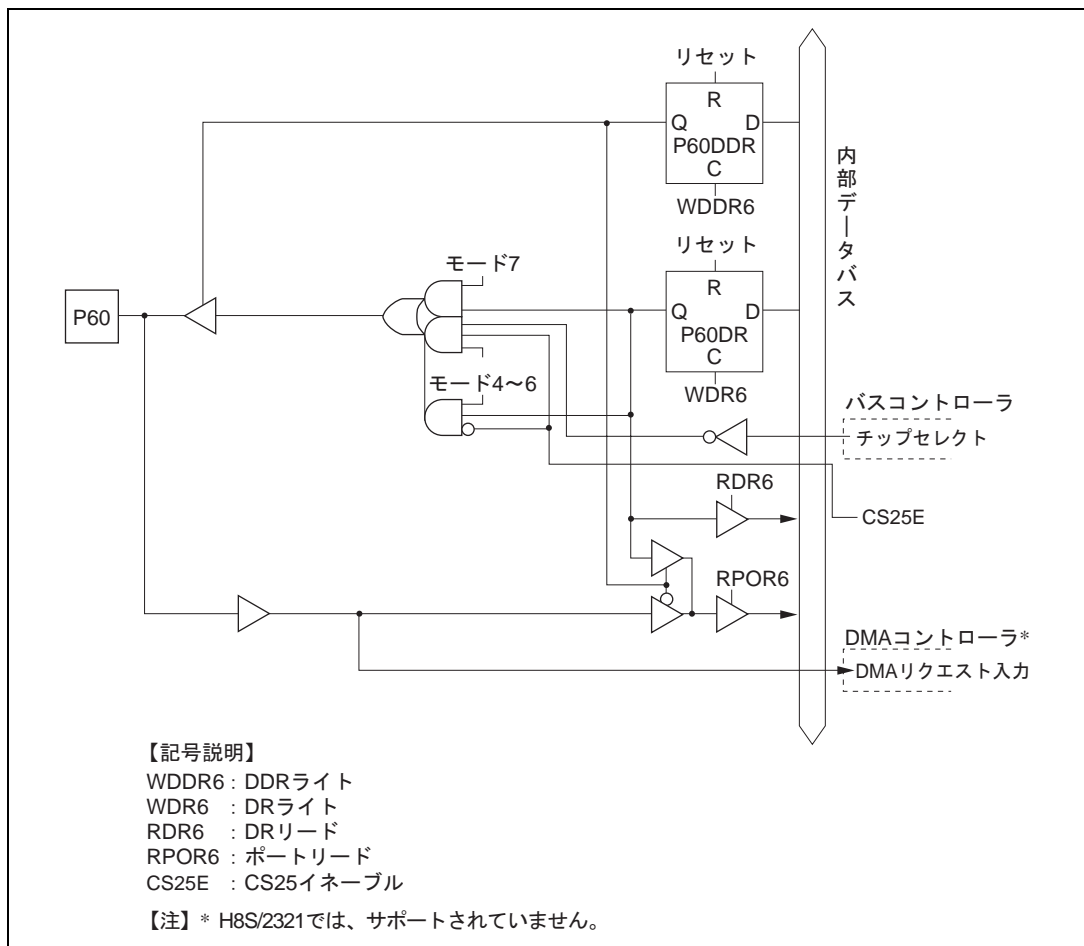 リセット
R
Q D
P60DDR
C
WDDR6
内部データバス
リセット
モード7
R
Q D
P60
P60DR
C
WDR6
モード4～6
バスコントローラ
チップセレクト
RDR6
CS25E
RPOR6
DMAコントローラ*
DMAリクエスト入力
【記号説明】
WDDR6 : DDRライト
WDR6 : DRライト
RDR6 : DRリード
RPOR6 : ポートリード
CS25E : CS25イネーブル
【注】* H8S/2321では、サポートされていません。